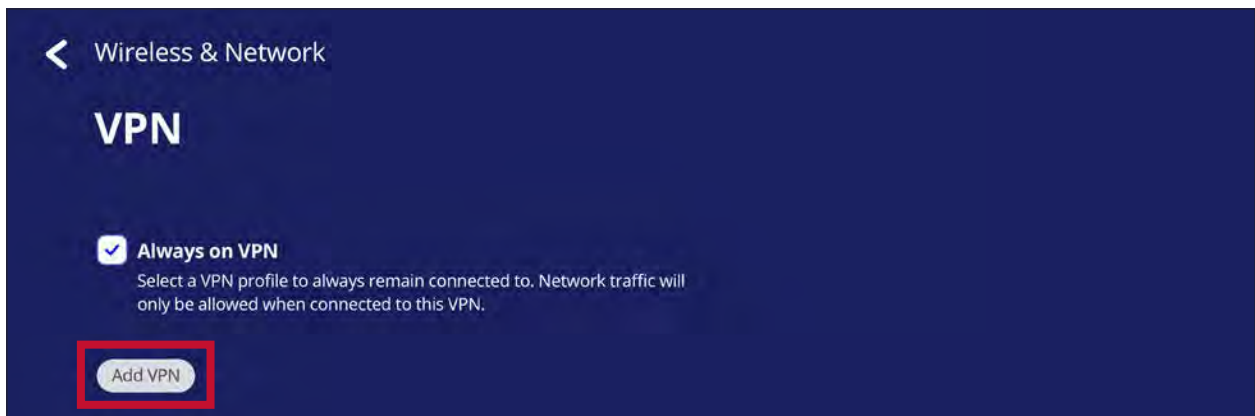 Wireless & Network
VPN
Always on VPN
Select a VPN profile to always remain connected to. Network traffic will
only be allowed when connected to this VPN.
Add VPN